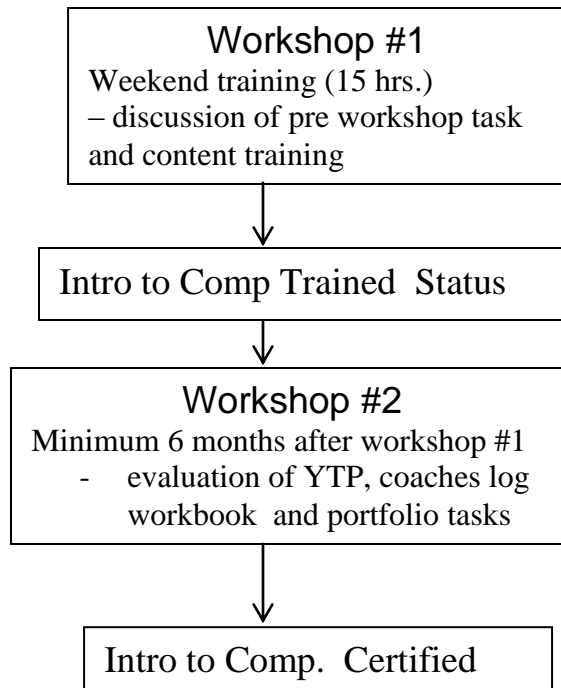 Workshop #1
Weekend training (15 hrs.)
– discussion of pre workshop task
and content training
Intro to Comp Trained Status
Workshop #2
Minimum 6 months after workshop #1
- evaluation of YTP, coaches log
workbook and portfolio tasks
Intro to Comp. Certified